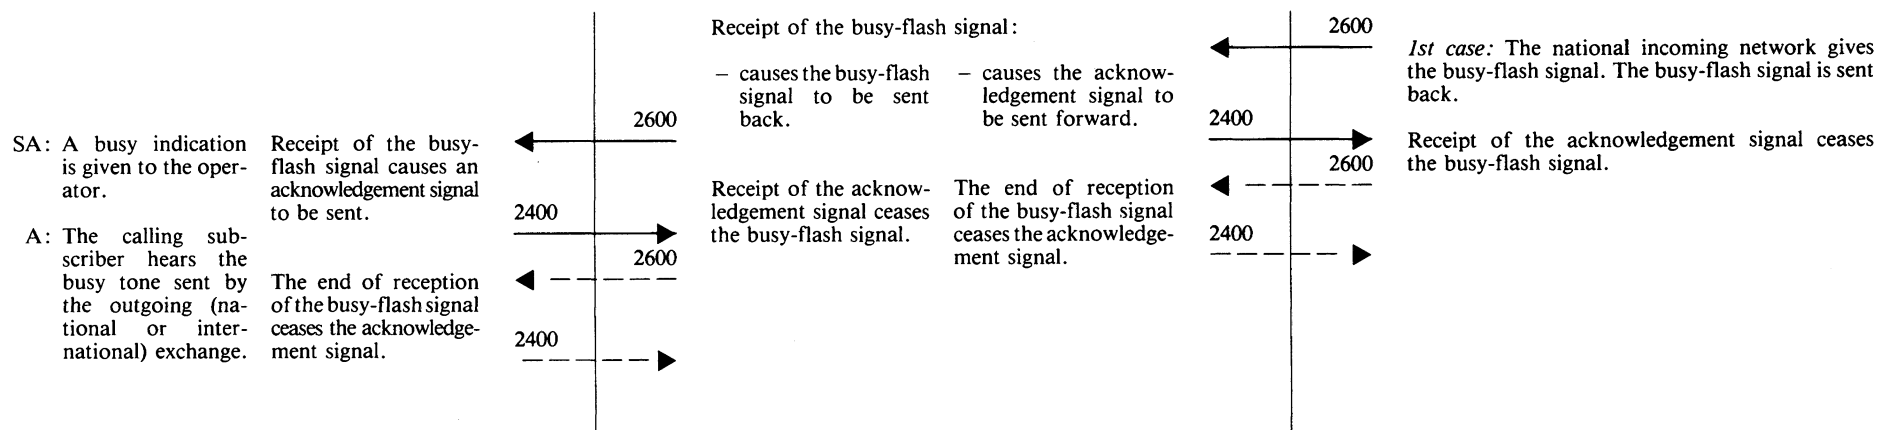 SA: A busy indication
is given to the oper-
ator.
A: The calling sub-
scriber hears the
busy tone sent by
the outgoing (na-
tional or inter-
national) exchange.
Receipt of the busy-
flash signal causes an
acknowledgement signal
to be sent.
The end of reception
of the busy-flash signal
ceases the acknowledge-
ment signal.
2600
2400
2600
2400
Receipt of the busy-flash signal:
– causes the busy-flash
signal to be sent
back.
– causes the acknow-
ledgement signal to
be sent forward.
Receipt of the acknow-
ledgement signal ceases
the busy-flash signal.
The end of reception
of the busy-flash signal
ceases the acknowledge-
ment signal.
2600
2400
2600
2400
1st case: The national incoming network gives
the busy-flash signal. The busy-flash signal is sent
back.
Receipt of the acknowledgement signal ceases
the busy-flash signal.